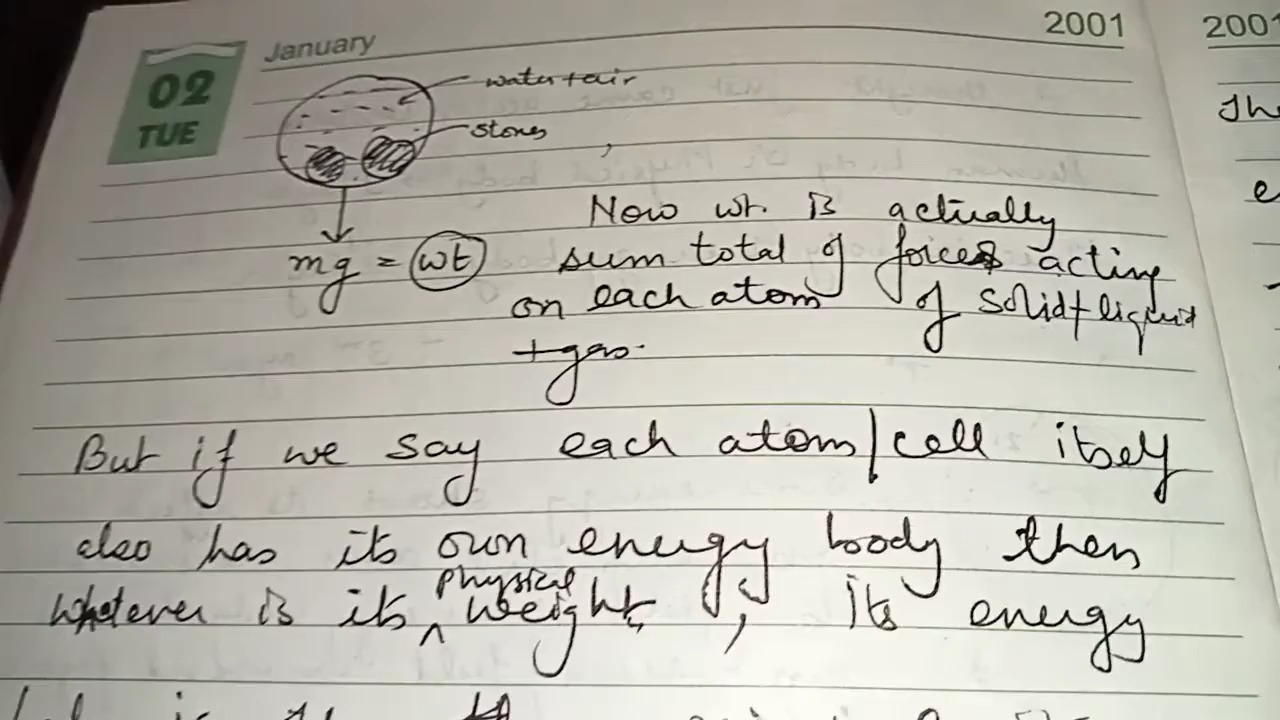 January 2001
02
TUE
water + air
stones
Now wt. is actually
mg = wt sum total of forces acting
on each atom of solid + liquid
+ gas.
But if we say each atom/cell itself
also has its own energy body then
whatever is its physical weight, its energy
2001